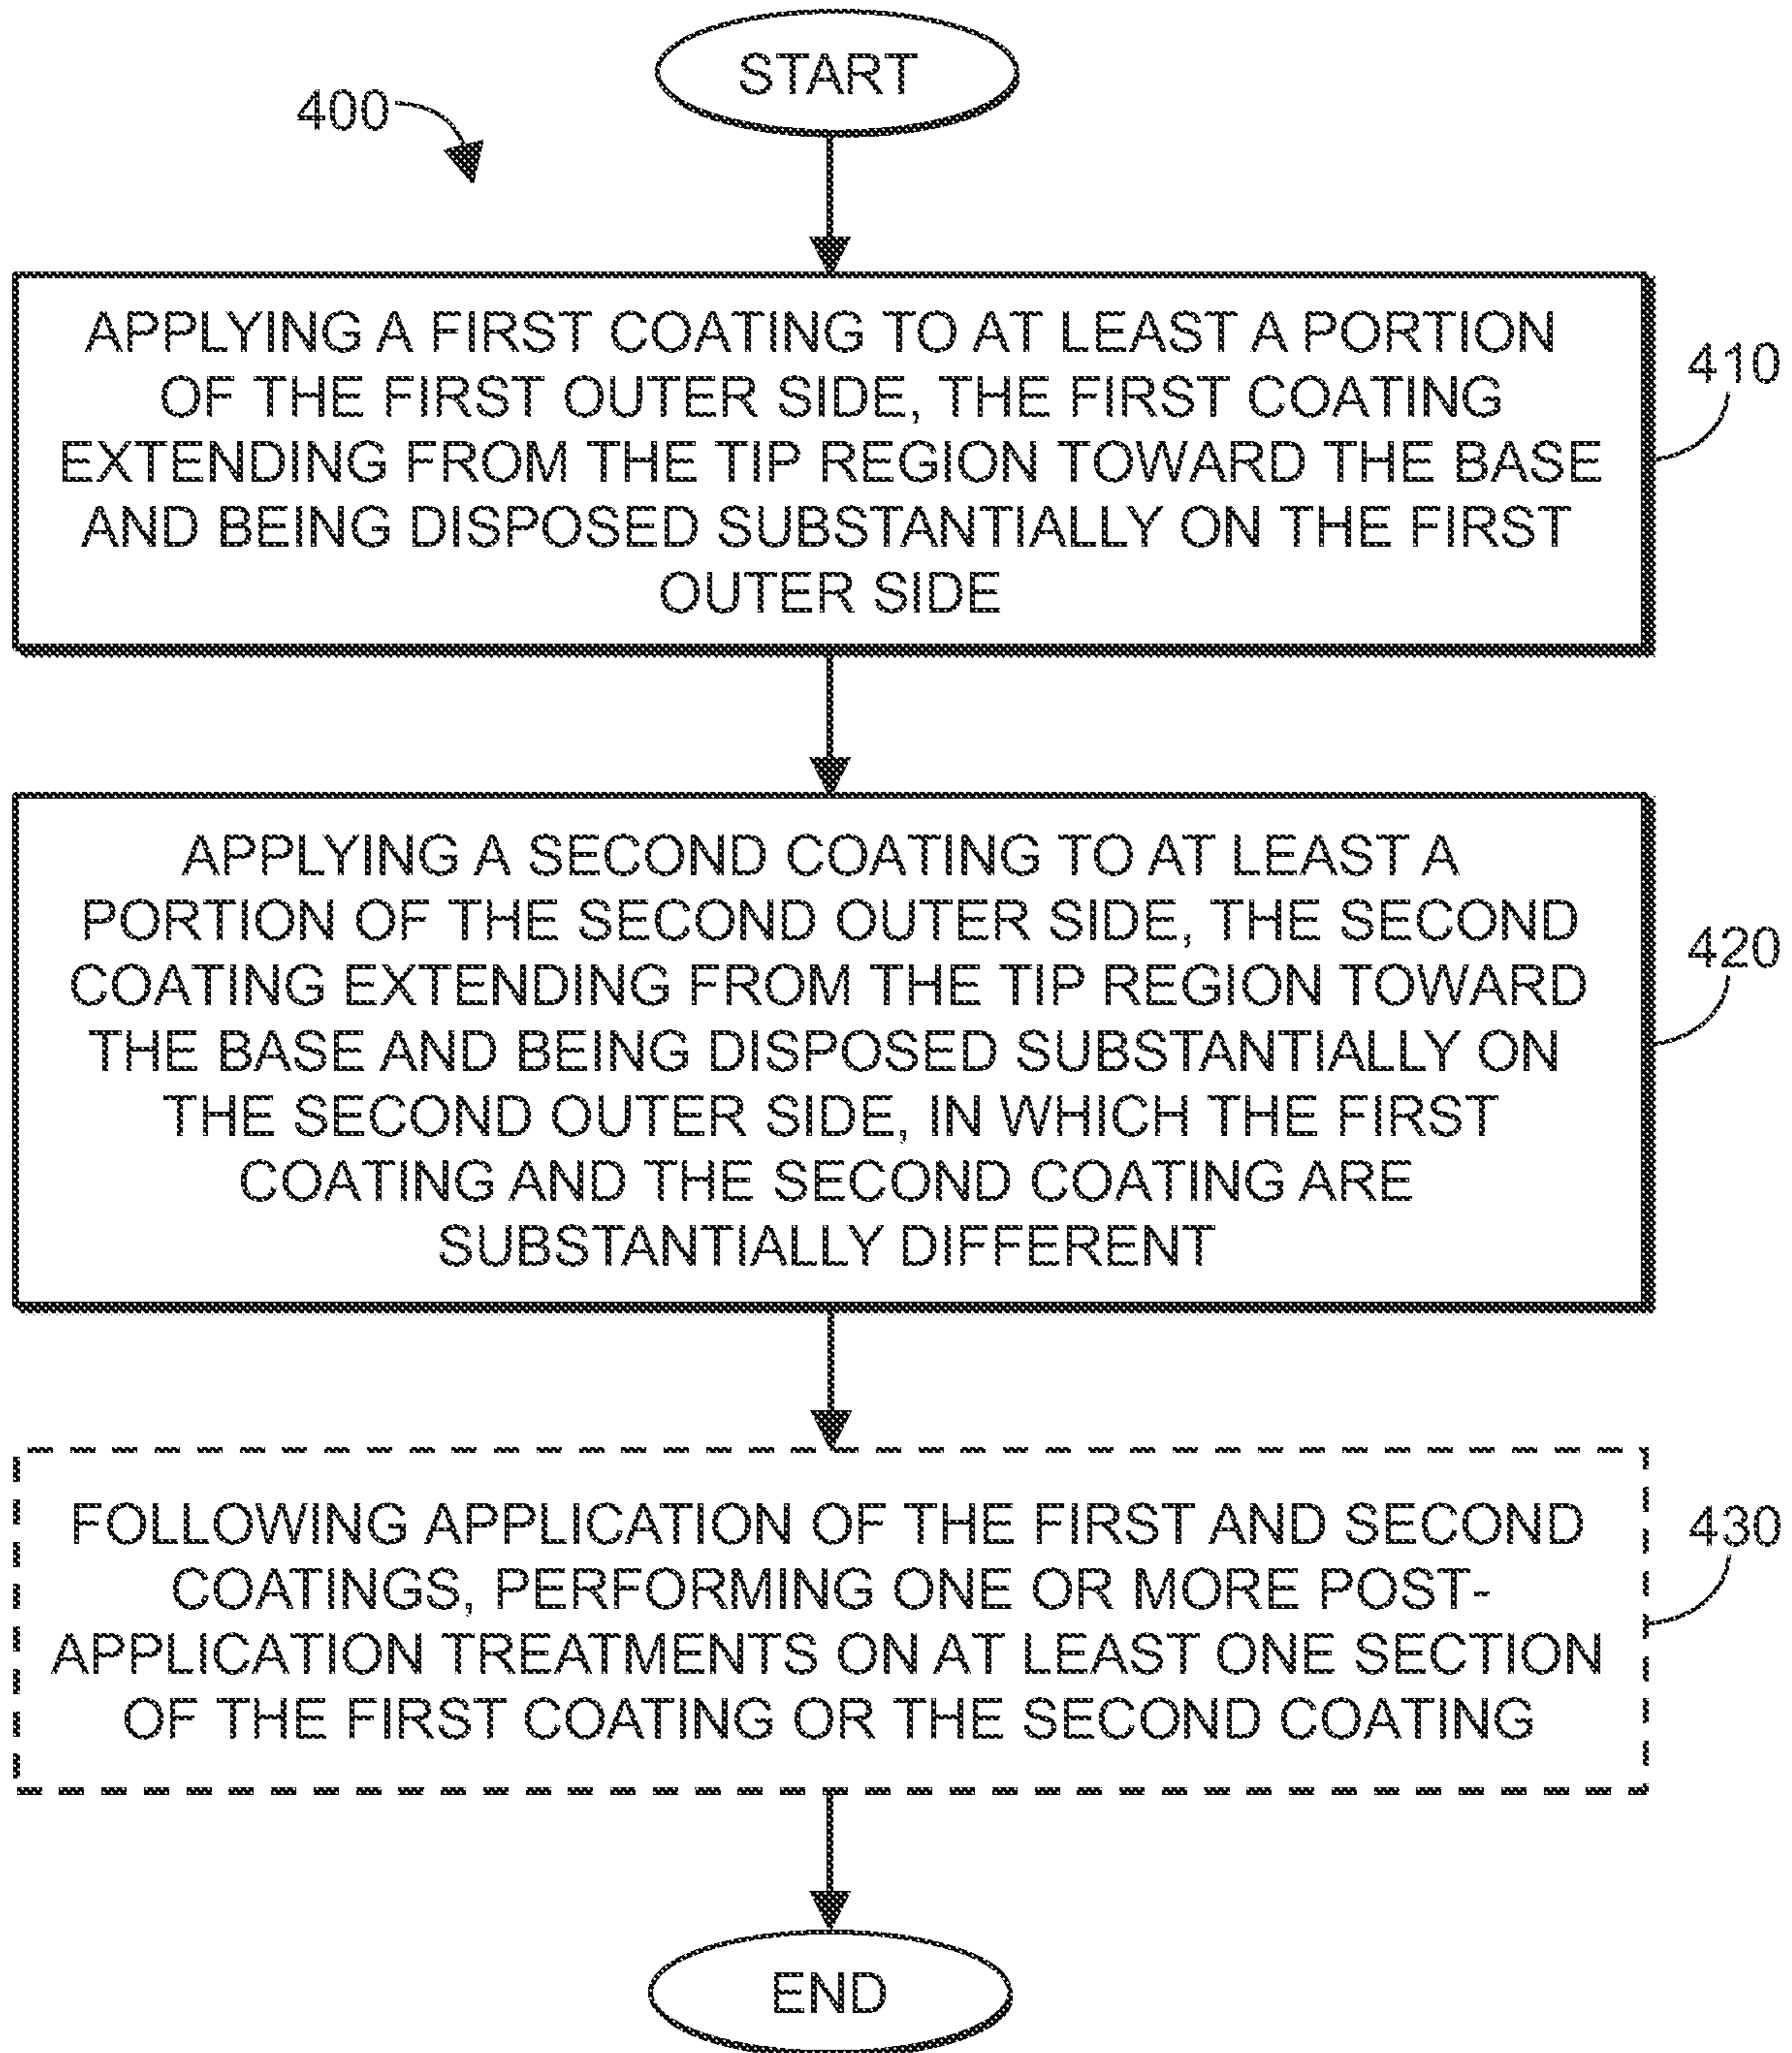 START
400
APPLYING A FIRST COATING TO AT LEAST A PORTION
OF THE FIRST OUTER SIDE, THE FIRST COATING
EXTENDING FROM THE TIP REGION TOWARD THE BASE
AND BEING DISPOSED SUBSTANTIALLY ON THE FIRST
OUTER SIDE
410
APPLYING A SECOND COATING TO AT LEAST A
PORTION OF THE SECOND OUTER SIDE, THE SECOND
COATING EXTENDING FROM THE TIP REGION TOWARD
THE BASE AND BEING DISPOSED SUBSTANTIALLY ON
THE SECOND OUTER SIDE, IN WHICH THE FIRST
COATING AND THE SECOND COATING ARE
SUBSTANTIALLY DIFFERENT
420
FOLLOWING APPLICATION OF THE FIRST AND SECOND
COATINGS, PERFORMING ONE OR MORE POST-
APPLICATION TREATMENTS ON AT LEAST ONE SECTION
OF THE FIRST COATING OR THE SECOND COATING
430
END